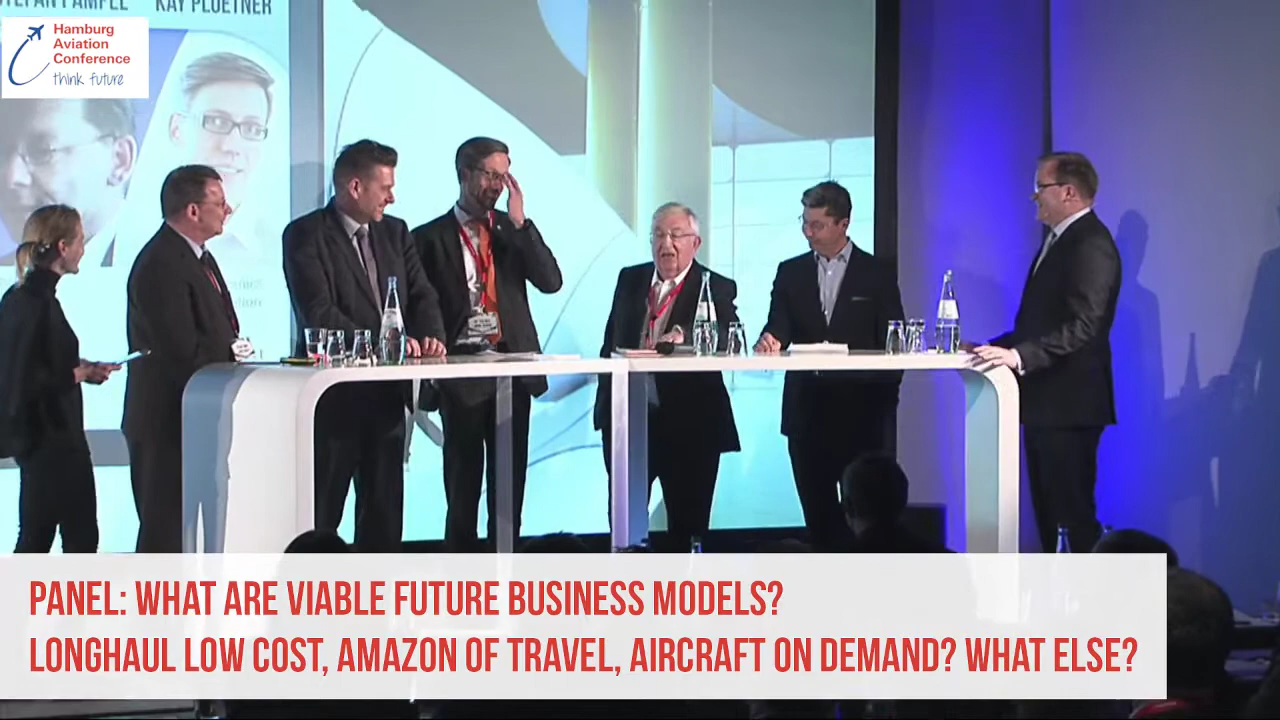 KAY PLOETNER
Hamburg
Aviation
Conference
think future
PANEL: WHAT ARE VIABLE FUTURE BUSINESS MODELS?
LONGHAUL LOW COST, AMAZON OF TRAVEL, AIRCRAFT ON DEMAND? WHAT ELSE?